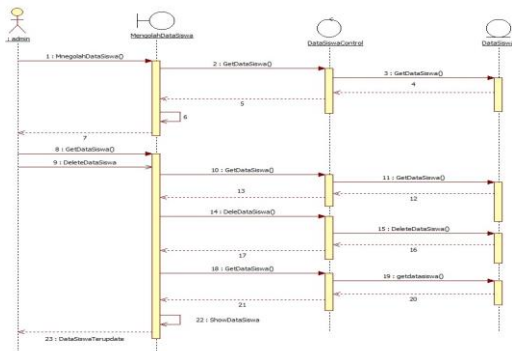 : admin
MengolahDataSiswa
DataSiswaControl
DataSiswa
1 : MnegolahDataSiswa()
2 : GetDataSiswa()
3 : GetDataSiswa()
4
5
6
7
8 : GetDataSiswa()
9 : DeleteDataSiswa
10 : GetDataSiswa()
11 : GetDataSiswa()
12
13
14 : DeleDataSiswa()
15 : DeleteDataSiswa()
16
17
18 : GetDataSiswa()
19 : getdatasiswa()
20
21
22 : ShowDataSiswa
23 : DataSiswaTerupdate